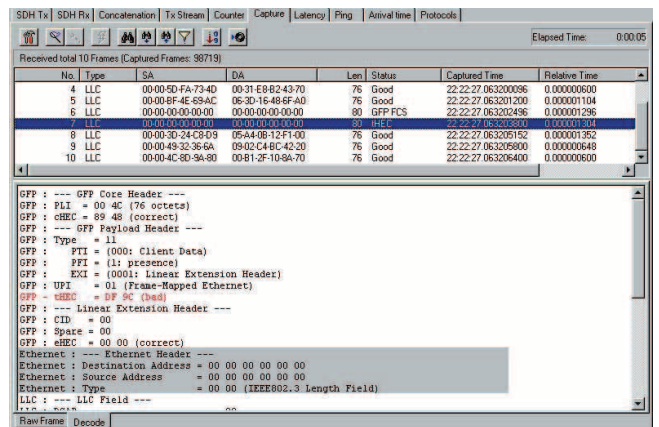 SDH Tx SDH Rx Concatenation Tx Stream Counter Capture Latency Ping Arrival time Protocols
Elapsed Time: 0:00:05
Received total 10 Frames (Captured Frames: 98719)
No. Type SA DA Len Status Captured Time Relative Time
4 LLC 00-00-5D-FA-73-4D 00-31-E8-B2-43-70 76 Good 22:22:27.063200096 0.000000600
5 LLC 00-00-BF-4E-69-AC 06-3D-16-48-6F-A0 76 Good 22:22:27.063201200 0.000001104
6 LLC 00-00-00-00-00-00 00-00-00-00-00-00 80 GFP FCS 22:22:27.063202496 0.000001296
7 LLC 00-00-00-00-00-00 00-00-00-00-00-00 80 tHEC 22:22:27.063203800 0.000001304
8 LLC 00-00-3D-24-C8-D9 05-A4-0B-12-F1-00 76 Good 22:22:27.063205152 0.000001352
9 LLC 00-00-49-32-36-6A 09-02-C4-BC-42-20 76 Good 22:22:27.063205800 0.000000648
10 LLC 00-00-4C-8D-9A-80 00-B1-2F-10-8A-70 76 Good 22:22:27.063206400 0.000000600
GFP : --- GFP Core Header ---
GFP : PLI = 00 4C (76 octets)
GFP : cHEC = 89 48 (correct)
GFP : --- GFP Payload Header ---
GFP : Type = 11
GFP : PTI = (000: Client Data)
GFP : PFI = (1: presence)
GFP : EXI = (0001: Linear Extension Header)
GFP : UPI = 01 (Frame-Mapped Ethernet)
GFP - tHEC = DF 9C (bad)
GFP : --- Linear Extension Header ---
GFP : CID = 00
GFP : Spare = 00
GFP : eHEC = 00 00 (correct)
Ethernet : --- Ethernet Header ---
Ethernet : Destination Address = 00 00 00 00 00 00
Ethernet : Source Address = 00 00 00 00 00 00
Ethernet : Type = 00 00 (IEEE802.3 Length Field)
LLC : --- LLC Field ---
Raw Frame Decode